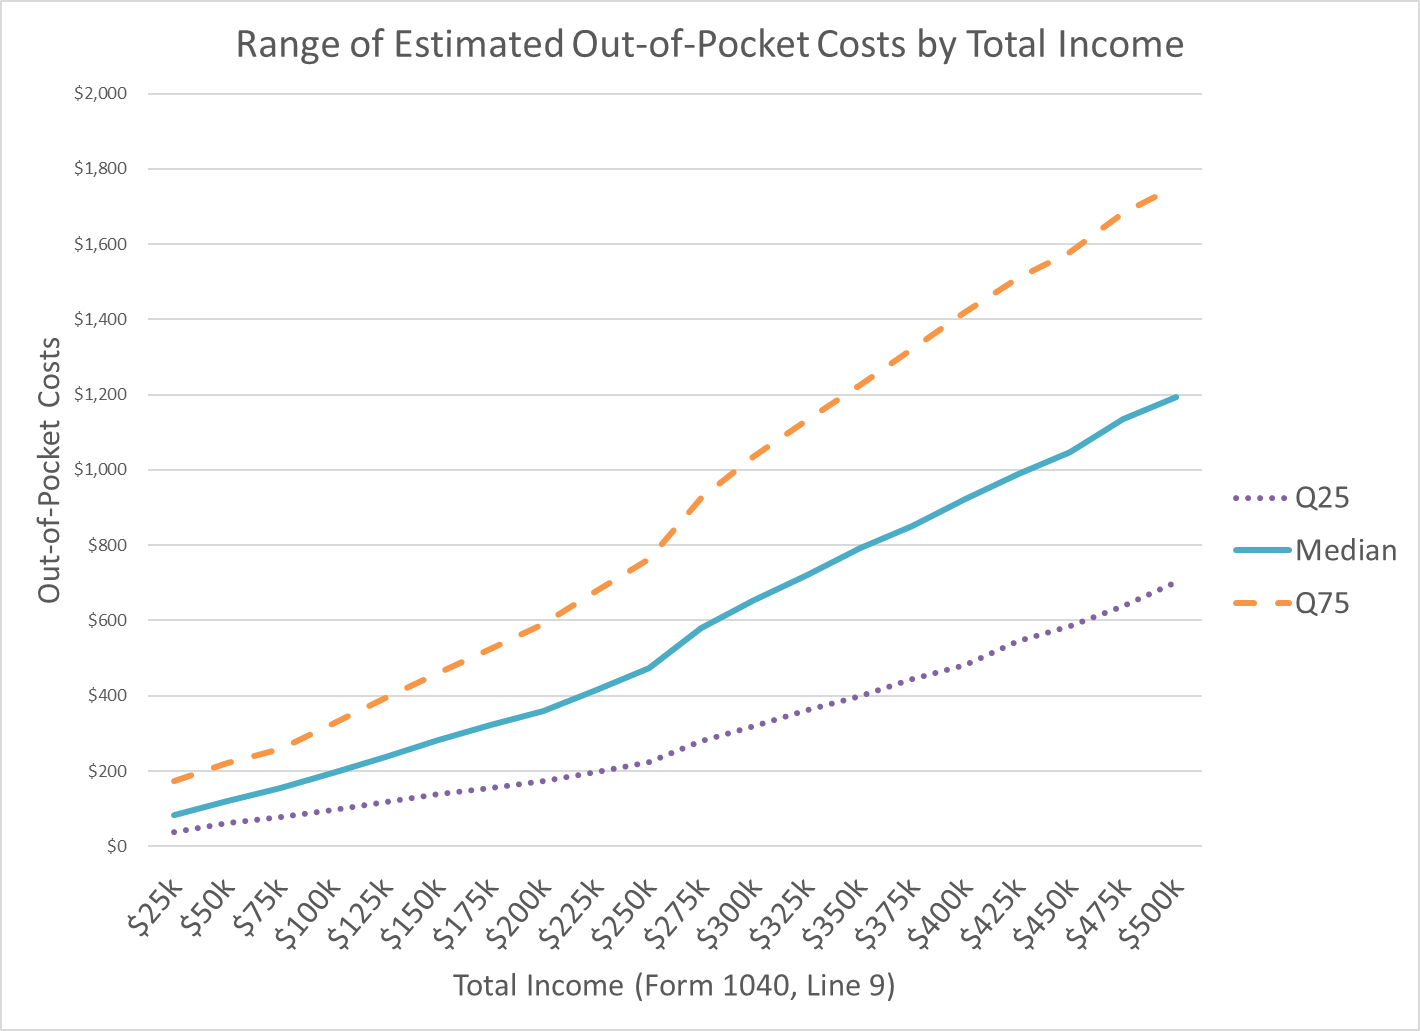 Range of Estimated Out-of-Pocket Costs by Total Income
$2,000
$1,800
$1,600
$1,400
$1,200
$1,000
$800
$600
$400
$200
$0
Out-of-Pocket Costs
Q25
Median
Q75
$25k
$50k
$75k
$100k
$125k
$150k
$175k
$200k
$225k
$250k
$275k
$300k
$325k
$350k
$375k
$400k
$425k
$450k
$475k
$500k
Total Income (Form 1040, Line 9)